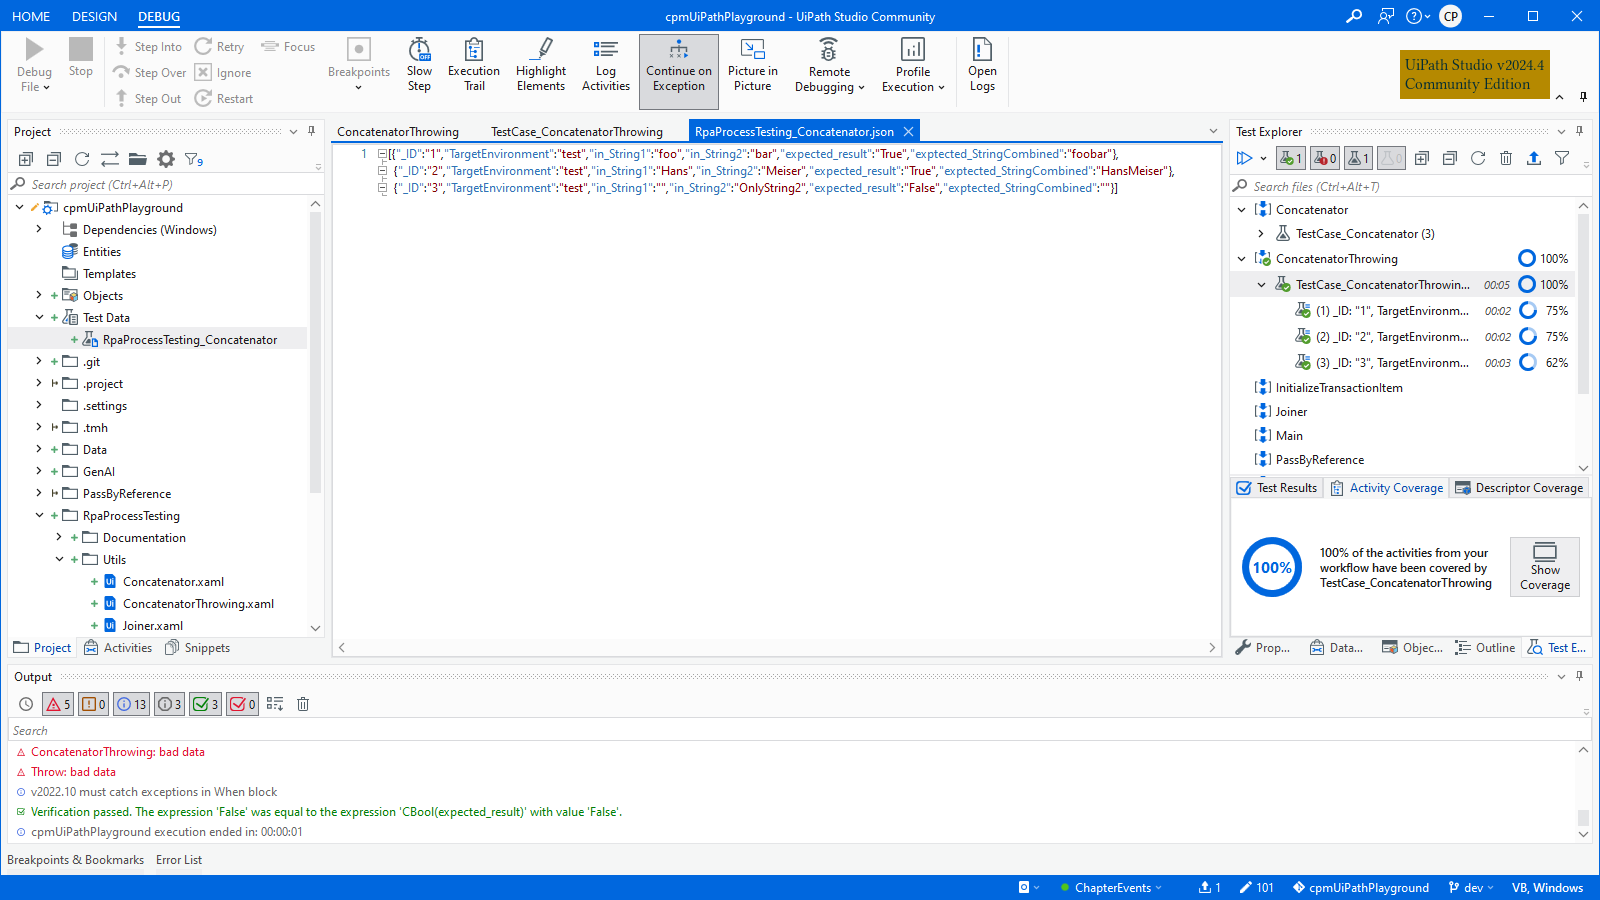 HOME DESIGN DEBUG
cpmUiPathPlayground - UiPath Studio Community
CP
Debug File
Stop
Step Into
Step Over
Step Out
Retry
Ignore
Restart
Focus
Breakpoints
Slow Step
Execution Trail
Highlight Elements
Log Activities
Continue on Exception
Picture in Picture
Remote Debugging
Profile Execution
Open Logs
UiPath Studio v2024.4
Community Edition
Project
9
Search project (Ctrl+Alt+P)
cpmUiPathPlayground
Dependencies (Windows)
Entities
Templates
Objects
Test Data
RpaProcessTesting_Concatenator
.git
.project
.settings
.tmh
Data
GenAI
PassByReference
RpaProcessTesting
Documentation
Utils
Concatenator.xaml
ConcatenatorThrowing.xaml
Joiner.xaml
Project Activities Snippets
ConcatenatorThrowing TestCase_ConcatenatorThrowing RpaProcessTesting_Concatenator.json
1 [{"_ID":"1","TargetEnvironment":"test","in_String1":"foo","in_String2":"bar","expected_result":"True","exptected_StringCombined":"foobar"},
{"_ID":"2","TargetEnvironment":"test","in_String1":"Hans","in_String2":"Meiser","expected_result":"True","exptected_StringCombined":"HansMeiser"},
{"_ID":"3","TargetEnvironment":"test","in_String1":"","in_String2":"OnlyString2","expected_result":"False","exptected_StringCombined":""}]
Test Explorer
1 0 1 0
Search files (Ctrl+Alt+T)
Concatenator
TestCase_Concatenator (3)
ConcatenatorThrowing 100%
TestCase_ConcatenatorThrowin... 00:05 100%
(1) _ID: "1", TargetEnvironm... 00:02 75%
(2) _ID: "2", TargetEnvironm... 00:02 75%
(3) _ID: "3", TargetEnvironm... 00:03 62%
InitializeTransactionItem
Joiner
Main
PassByReference
Test Results Activity Coverage Descriptor Coverage
100%
100% of the activities from your
workflow have been covered by
TestCase_ConcatenatorThrowing
Show
Coverage
Prop... Data... Objec... Outline Test E...
Output
5 0 13 3 3 0
Search
ConcatenatorThrowing: bad data
Throw: bad data
v2022.10 must catch exceptions in When block
Verification passed. The expression 'False' was equal to the expression 'CBool(expected_result)' with value 'False'.
cpmUiPathPlayground execution ended in: 00:00:01
Breakpoints & Bookmarks Error List
ChapterEvents 1 101 cpmUiPathPlayground dev VB, Windows